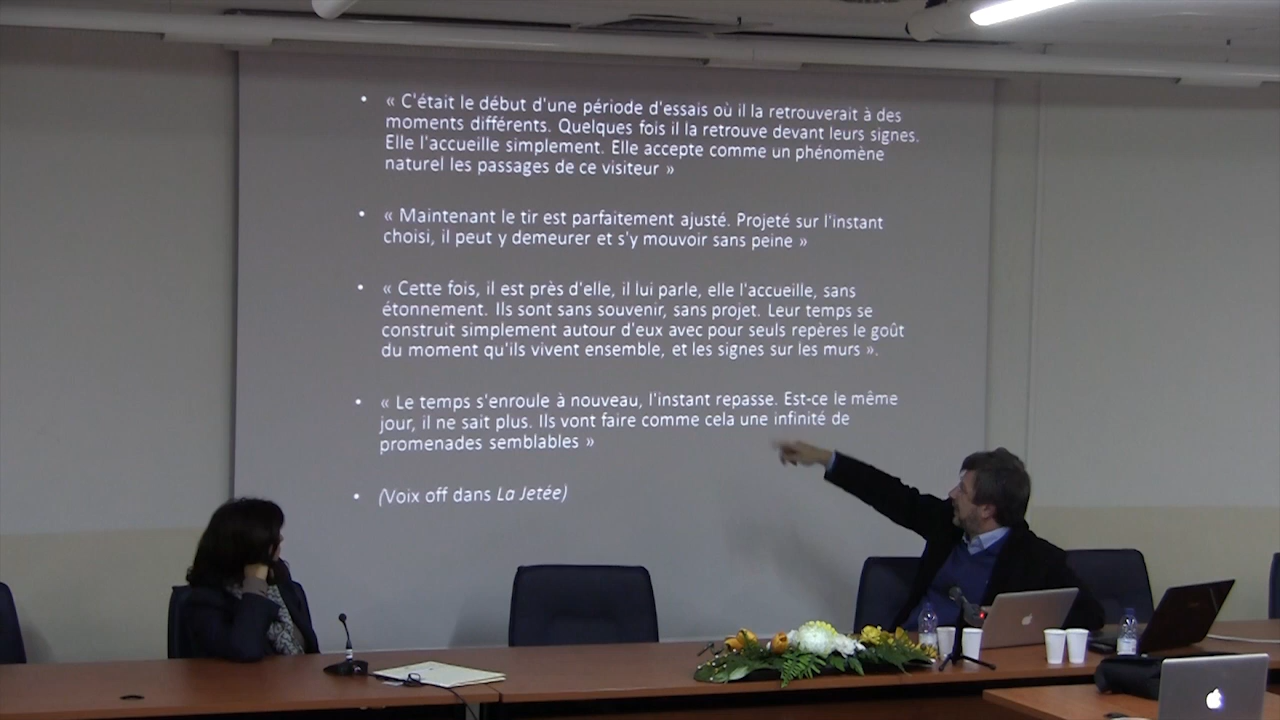 • « C'était le début d'une période d'essais où il la retrouverait à des
moments différents. Quelques fois il la retrouve devant leurs signes.
Elle l'accueille simplement. Elle accepte comme un phénomène
naturel les passages de ce visiteur »
• « Maintenant le tir est parfaitement ajusté. Projeté sur l'instant
choisi, il peut y demeurer et s'y mouvoir sans peine »
• « Cette fois, il est près d'elle, il lui parle, elle l'accueille, sans
étonnement. Ils sont sans souvenir, sans projet. Leur temps se
construit simplement autour d'eux avec pour seuls repères le goût
du moment qu'ils vivent ensemble, et les signes sur les murs ».
• « Le temps s'enroule à nouveau, l'instant repasse. Est-ce le même
jour, il ne sait plus. Ils vont faire comme cela une infinité de
promenades semblables »
• (Voix off dans La Jetée)